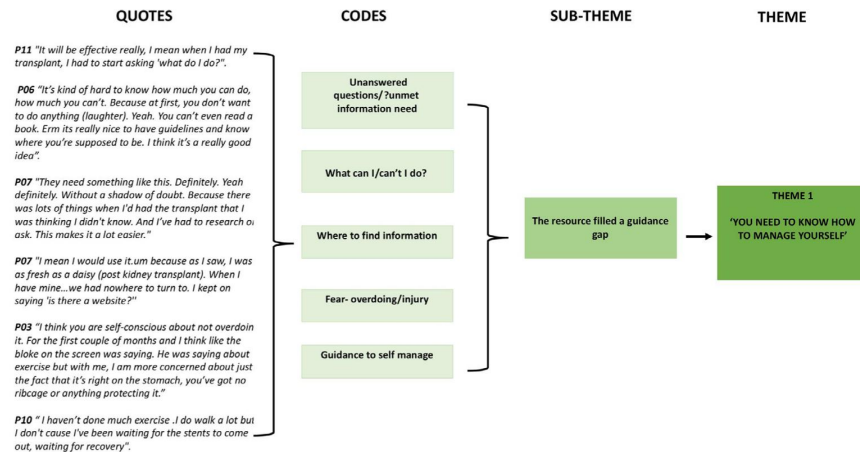 QUOTES
CODES
SUB-THEME
THEME
P11 "It will be effective really, I mean when I had my
transplant, I had to start asking 'what do I do?".
P06 “It’s kind of hard to know how much you can do,
how much you can’t. Because at first, you don’t want
to do anything (laughter). Yeah. You can’t even read a
book. Erm its really nice to have guidelines and know
where you’re supposed to be. I think it’s a really good
idea”.
P07 "They need something like this. Definitely. Yeah
definitely. Without a shadow of doubt. Because there
was lots of things when I’d had the transplant that I
was thinking I didn’t know. And I’ve had to research or
ask. This makes it a lot easier."
P07 "I mean I would use it.um because as I saw, I was
as fresh as a daisy (post kidney transplant). When I
have mine...we had nowhere to turn to. I kept on
saying 'is there a website?"
P03 “I think you are self-conscious about not overdoin
it. For the first couple of months and I think like the
bloke on the screen was saying. He was saying about
exercise but with me, I am more concerned about just
the fact that it’s right on the stomach, you’ve got no
ribcage or anything protecting it.”
P10 “ I haven’t done much exercise .I do walk a lot but
I don't cause I've been waiting for the stents to come
out, waiting for recovery".
Unanswered
questions/?unmet
information need
What can I/can’t I do?
Where to find information
Fear- overdoing/injury
Guidance to self manage
The resource filled a guidance
gap
THEME 1
‘YOU NEED TO KNOW HOW
TO MANAGE YOURSELF’